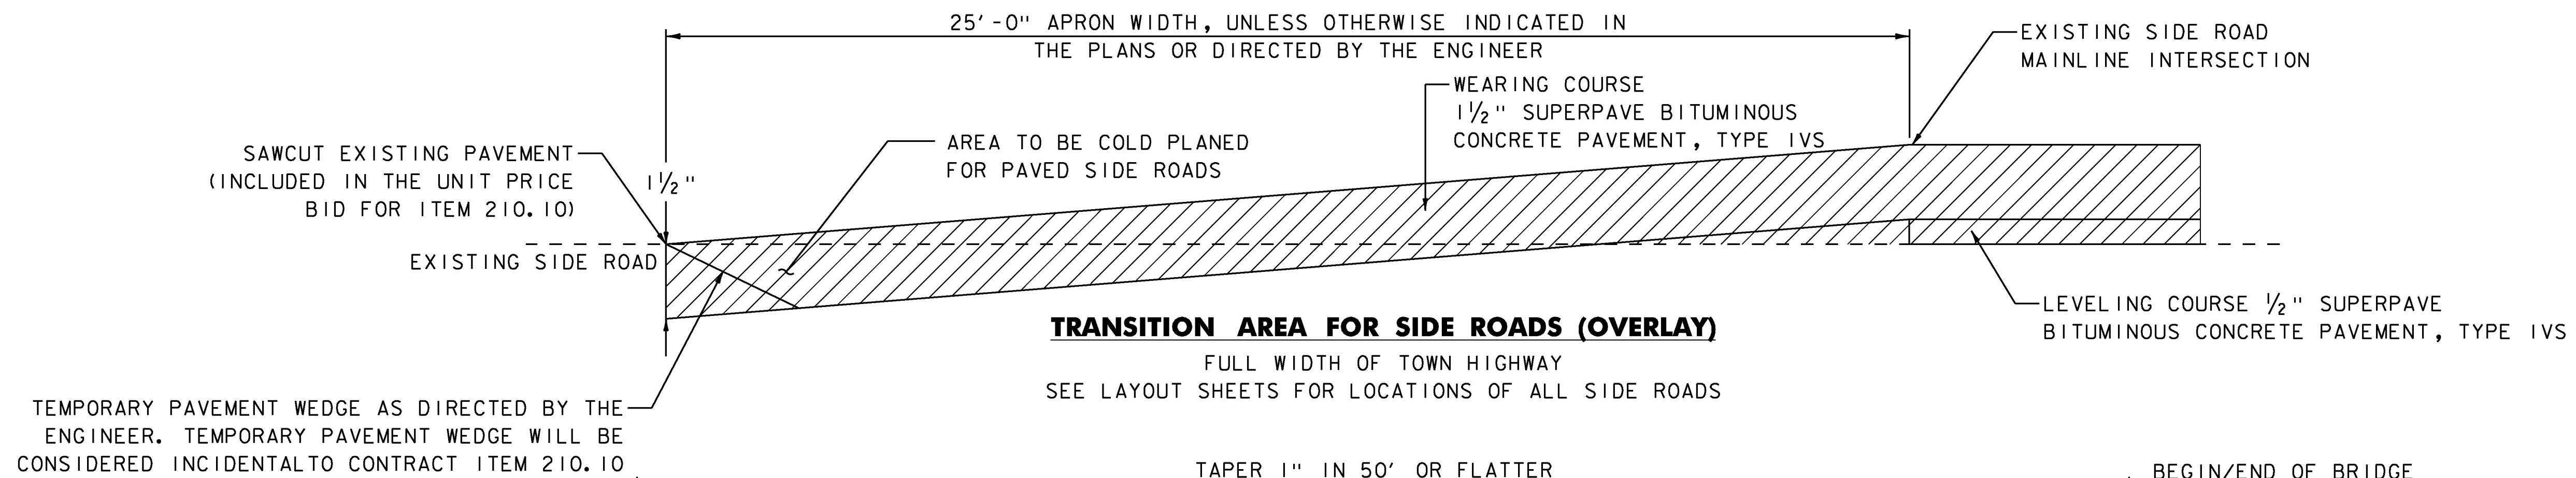 25'-0" APRON WIDTH, UNLESS OTHERWISE INDICATED IN
THE PLANS OR DIRECTED BY THE ENGINEER
EXISTING SIDE ROAD
MAINLINE INTERSECTION
WEARING COURSE
1½" SUPERPAVE BITUMINOUS
CONCRETE PAVEMENT, TYPE IVS
AREA TO BE COLD PLANED
FOR PAVED SIDE ROADS
SAWCUT EXISTING PAVEMENT
(INCLUDED IN THE UNIT PRICE
BID FOR ITEM 210.10)
1½"
EXISTING SIDE ROAD
LEVELING COURSE ½" SUPERPAVE
BITUMINOUS CONCRETE PAVEMENT, TYPE IVS
TRANSITION AREA FOR SIDE ROADS (OVERLAY)
FULL WIDTH OF TOWN HIGHWAY
SEE LAYOUT SHEETS FOR LOCATIONS OF ALL SIDE ROADS
TEMPORARY PAVEMENT WEDGE AS DIRECTED BY THE
ENGINEER. TEMPORARY PAVEMENT WEDGE WILL BE
CONSIDERED INCIDENTALTO CONTRACT ITEM 210.10
TAPER 1" IN 50' OR FLATTER
BEGIN/END OF BRIDGE